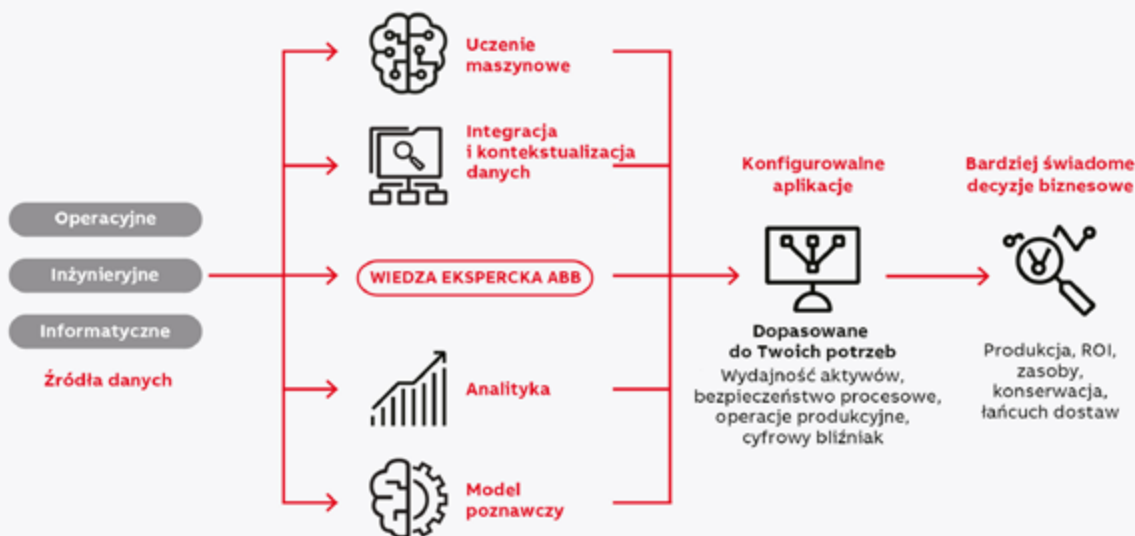 Operacyjne
Inżynieryjne
Informatyczne
Źródła danych
Uczenie
maszynowe
Integracja
i kontekstualizacja
danych
WIEDZA EKSPERCKA ABB
Analityka
Model
poznawczy
Konfigurowalne
aplikacje
Dopasowane
do Twoich potrzeb
Wydajność aktywów,
bezpieczeństwo procesowe,
operacje produkcyjne,
cyfrowy bliźniak
Bardziej świadome
decyzje biznesowe
Produkcja, ROI,
zasoby,
konserwacja,
łańcuch dostaw